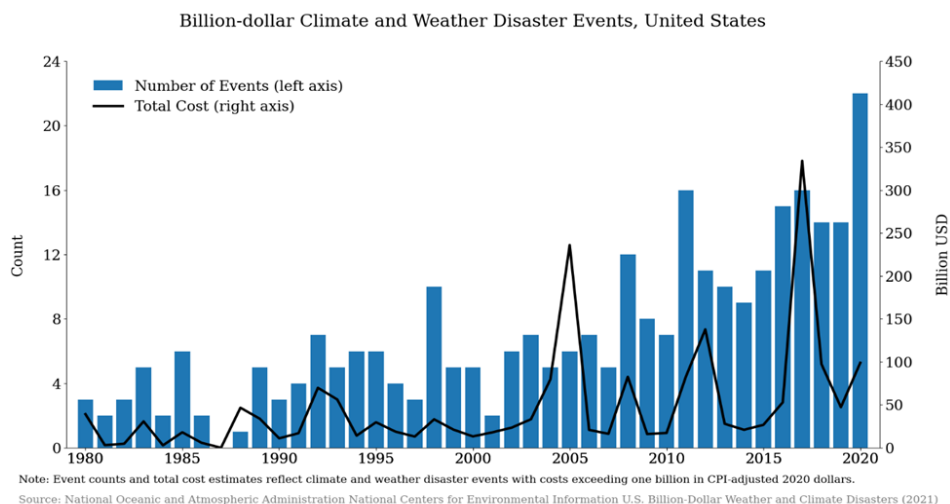 Billion-dollar Climate and Weather Disaster Events, United States
24
20
16
12
8
4
0
Count
Number of Events (left axis)
Total Cost (right axis)
450
400
350
300
250
200
150
100
50
0
Billion USD
1980 1985 1990 1995 2000 2005 2010 2015 2020
Note: Event counts and total cost estimates reflect climate and weather disaster events with costs exceeding one billion in CPI-adjusted 2020 dollars.
Source: National Oceanic and Atmospheric Administration National Centers for Environmental Information U.S. Billion-Dollar Weather and Climate Disasters (2021)